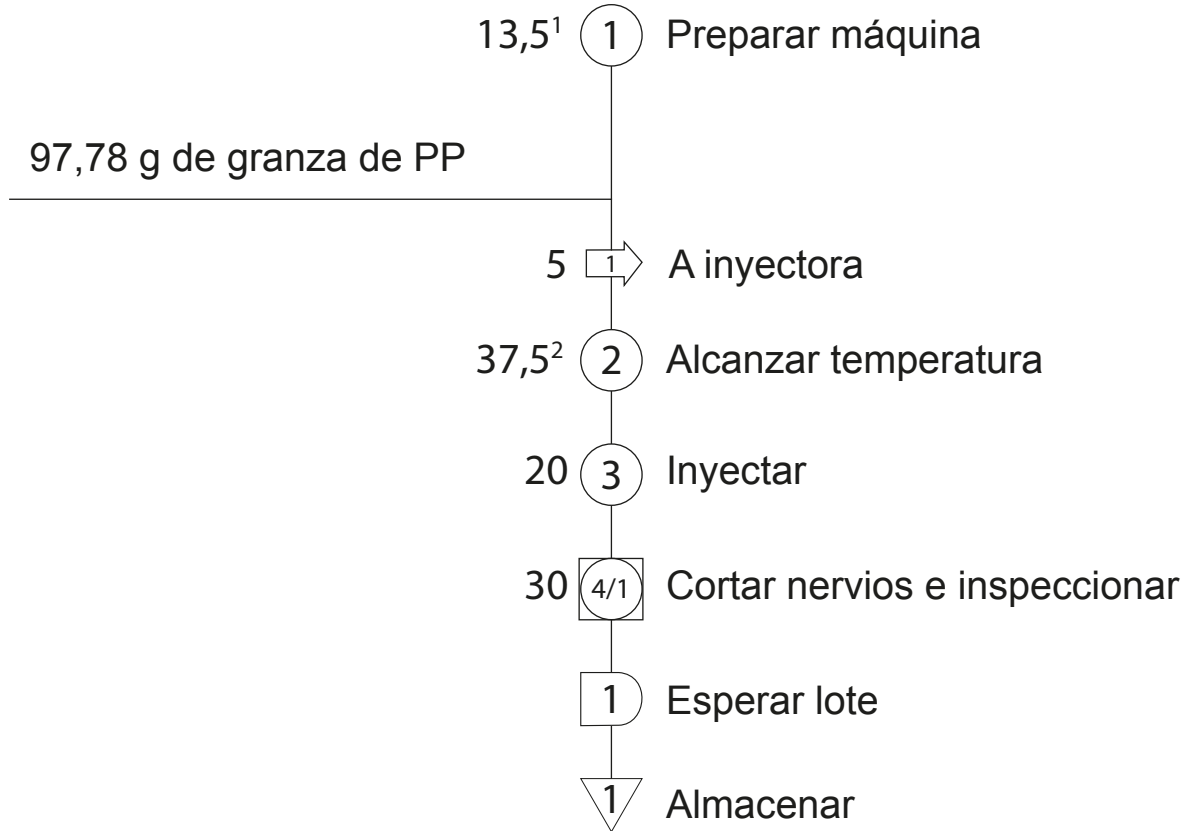 13,5¹ 1 Preparar máquina
97,78 g de granza de PP
5 1 A inyectora
37,5² 2 Alcanzar temperatura
20 3 Inyectar
30 4/1 Cortar nervios e inspeccionar
1 Esperar lote
1 Almacenar